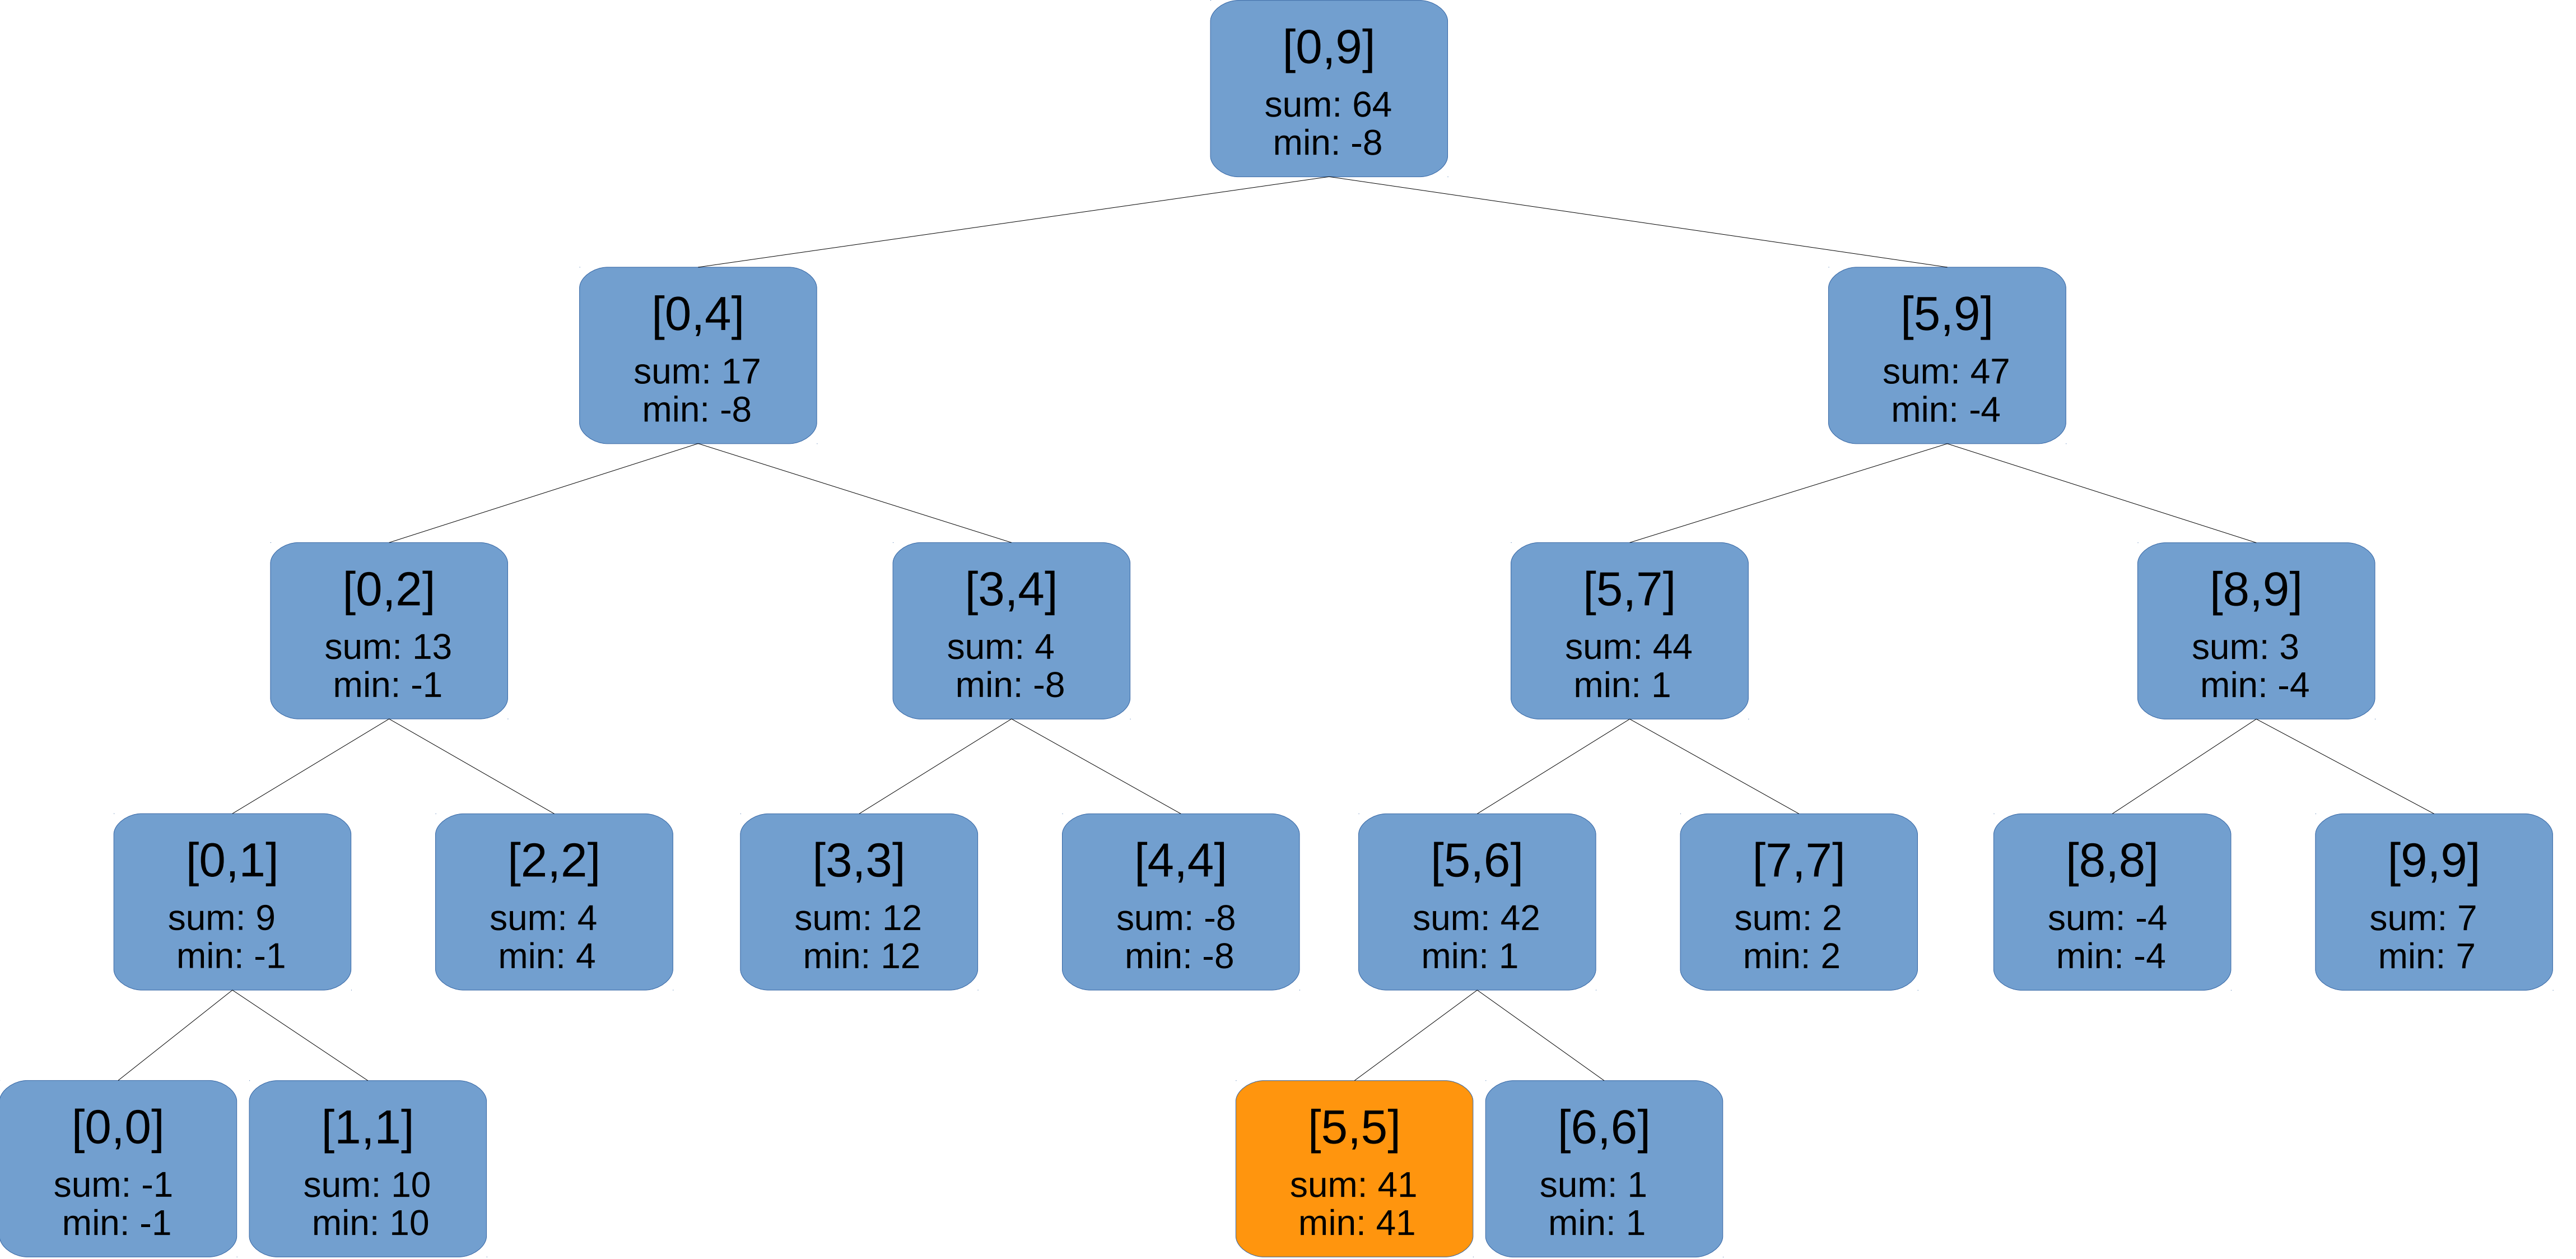 [0,9]
sum: 64
min: -8
[0,4]
sum: 17
min: -8
[5,9]
sum: 47
min: -4
[0,2]
sum: 13
min: -1
[3,4]
sum: 4
min: -8
[5,7]
sum: 44
min: 1
[8,9]
sum: 3
min: -4
[0,1]
sum: 9
min: -1
[2,2]
sum: 4
min: 4
[3,3]
sum: 12
min: 12
[4,4]
sum: -8
min: -8
[5,6]
sum: 42
min: 1
[7,7]
sum: 2
min: 2
[8,8]
sum: -4
min: -4
[9,9]
sum: 7
min: 7
[0,0]
sum: -1
min: -1
[1,1]
sum: 10
min: 10
[5,5]
sum: 41
min: 41
[6,6]
sum: 1
min: 1